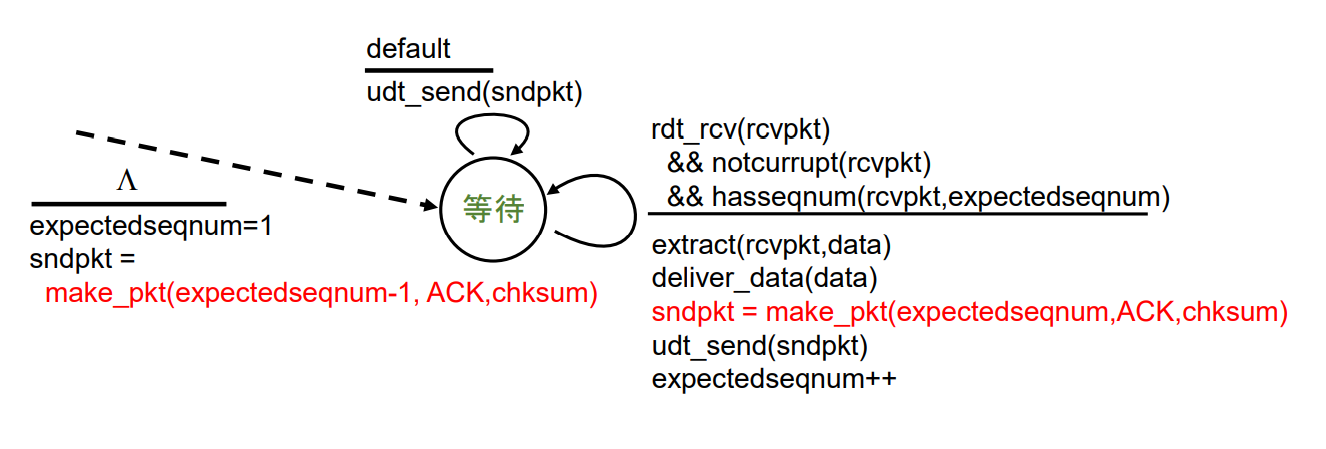 default
udt_send(sndpkt)
Λ
expectedseqnum=1
sndpkt =
make_pkt(expectedseqnum-1, ACK,chksum)
等待
rdt_rcv(rcvpkt)
&& notcurrupt(rcvpkt)
&& hasseqnum(rcvpkt,expectedseqnum)
extract(rcvpkt,data)
deliver_data(data)
sndpkt = make_pkt(expectedseqnum,ACK,chksum)
udt_send(sndpkt)
expectedseqnum++